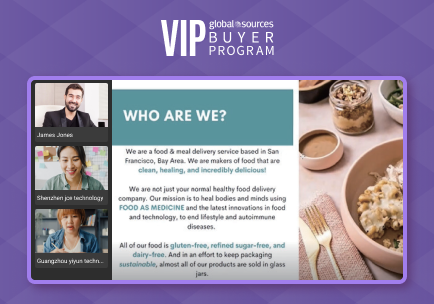 VIP
global sources
BUYER
PROGRAM
James Jones
Shenzhen jce technology
Guangzhou yiyun techn...
WHO ARE WE?
We are a food & meal delivery service based in San
Francisco, Bay Area. We are makers of food that are
clean, healing, and incredibly delicious!
We are not just your normal healthy food delivery
company. Our mission is to heal bodies and minds using
FOOD AS MEDICINE and the latest innovations in food
and technology, to end lifestyle and autoimmune
diseases.
All of our food is gluten-free, refined sugar-free, and
dairy-free. And in an effort to keep packaging
sustainable, almost all of our products are sold in glass
jars.